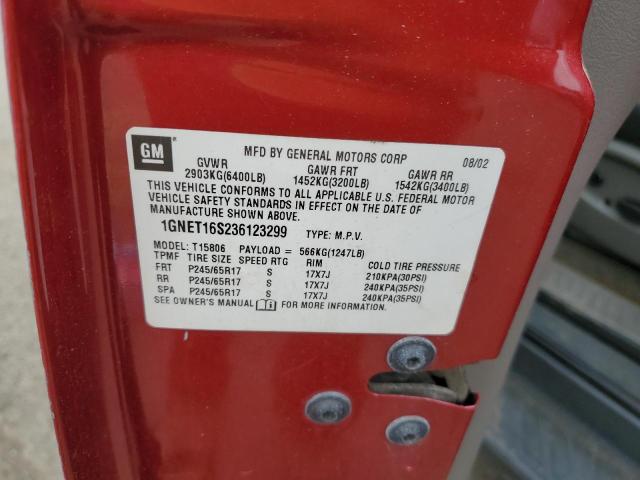 GM
MFD BY GENERAL MOTORS CORP 08/02
GVWR GAWR FRT GAWR RR
2903KG(6400LB) 1452KG(3200LB) 1542KG(3400LB)
THIS VEHICLE CONFORMS TO ALL APPLICABLE U.S. FEDERAL MOTOR
VEHICLE SAFETY STANDARDS IN EFFECT ON THE DATE OF
MANUFACTURE SHOWN ABOVE.
1GNET16S236123299 TYPE: M.P.V.
MODEL: T15806 PAYLOAD = 566KG(1247LB)
TPMF TIRE SIZE SPEED RTG RIM COLD TIRE PRESSURE
FRT P245/65R17 S 17X7J 210KPA(30PSI)
RR P245/65R17 S 17X7J 240KPA(35PSI)
SPA P245/65R17 S 17X7J 240KPA(35PSI)
SEE OWNER'S MANUAL FOR MORE INFORMATION.